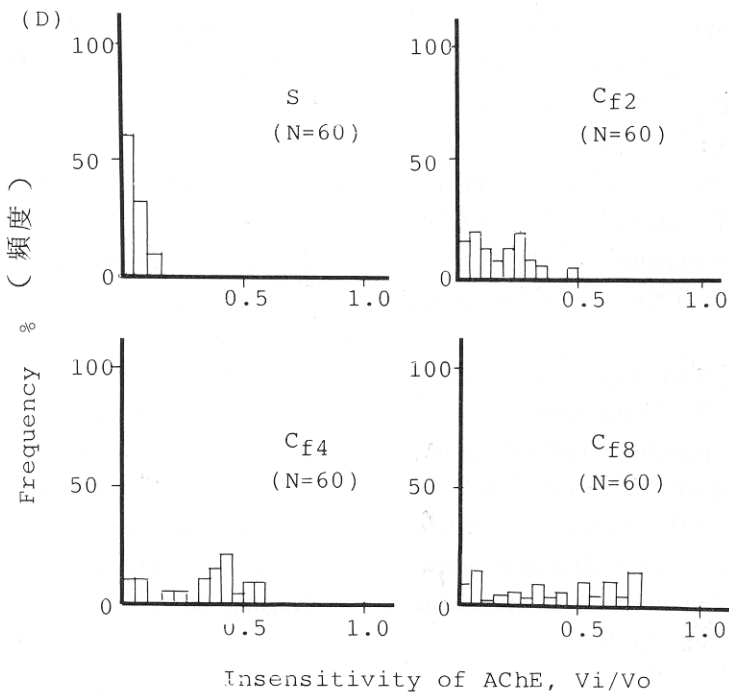 (D)
100
50
0
0.5
1.0
S
(N=60)
100
50
0
0.5
1.0
Cf2
(N=60)
100
50
0
0.5
1.0
Cf4
(N=60)
100
50
0
0.5
1.0
Cf8
(N=60)
Frequency % (頻度)
Insensitivity of AChE, Vi/Vo